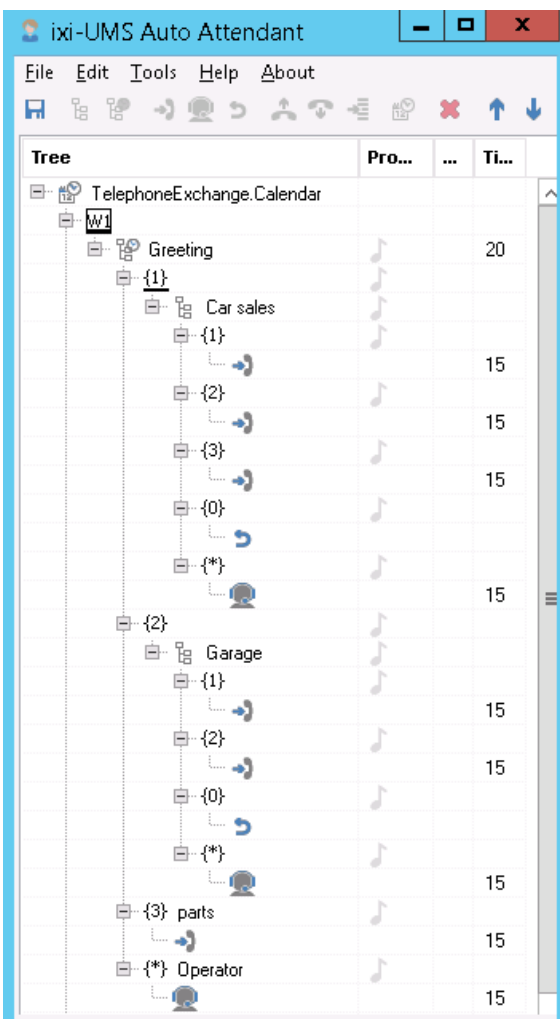 ixi-UMS Auto Attendant
File Edit Tools Help About
Tree Pro... ... Ti...
TelephoneExchange.Calendar
W1
Greeting 20
{1}
Car sales
{1}
15
{2}
15
{3}
15
{0}
{*}
15
{2}
Garage
{1}
15
{2}
15
{0}
{*}
15
{3} parts
15
{*} Operator
15